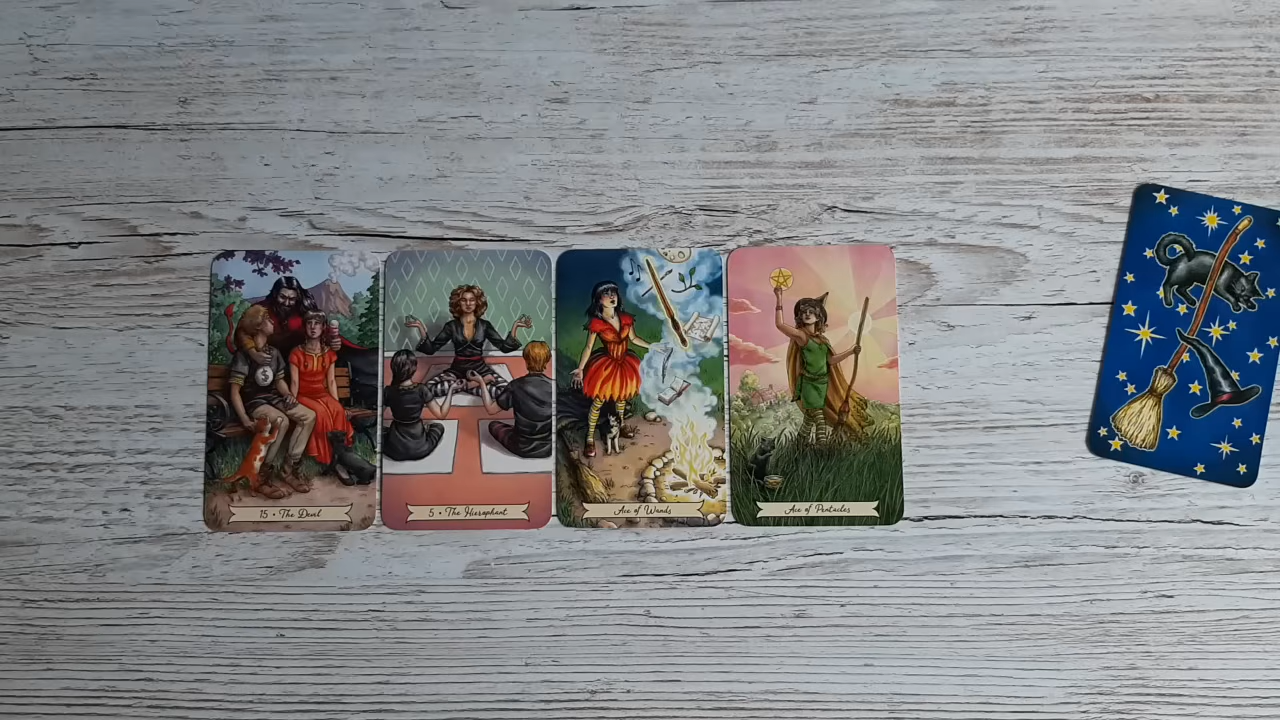 15 • The Devil
5 • The Hierophant
Ace of Wands
Ace of Pentacles